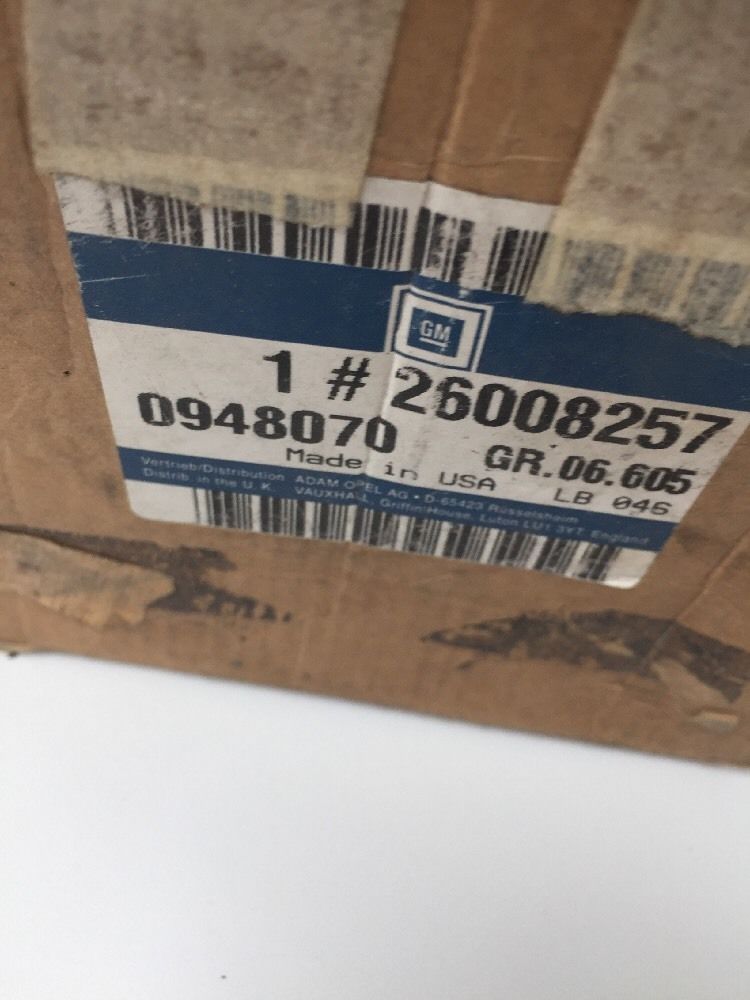 GM
1 # 26008257
0948070 GR.06.605
Made in USA LB 046
Vertrieb/Distribution ADAM OPEL AG • D-65423 Rüsselsheim
Distrib. in the U.K. VAUXHALL, Griffin House, Luton LU1 3YT England